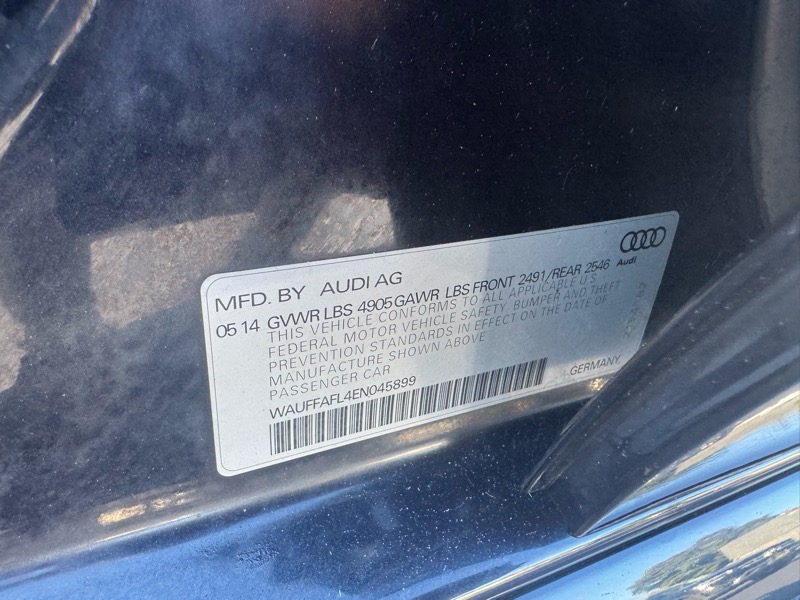 MFD. BY AUDI AG
Audi
05 14 GVWR LBS 4905 GAWR LBS FRONT 2491/REAR 2546
THIS VEHICLE CONFORMS TO ALL APPLICABLE U.S
FEDERAL MOTOR VEHICLE SAFETY. BUMPER AND THEFT
PREVENTION STANDARDS IN EFFECT ON THE DATE OF
MANUFACTURE SHOWN ABOVE
PASSENGER CAR
WAUFFAFL4EN045899
GERMANY